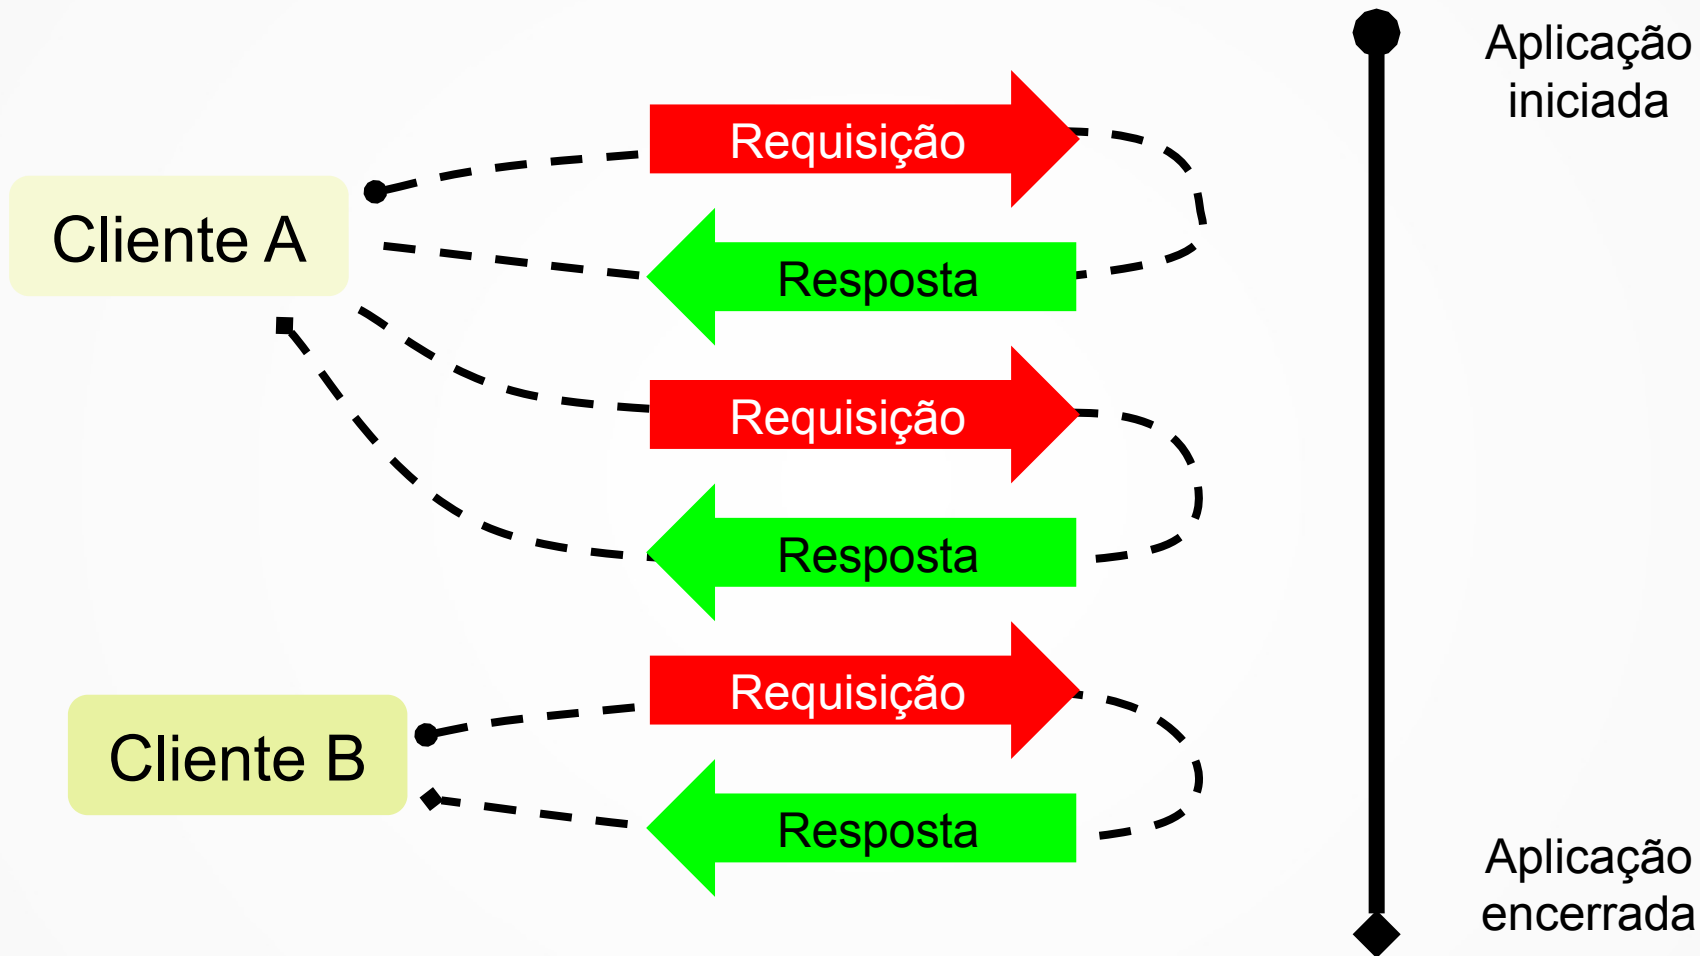 Aplicação
iniciada
Requisição
Cliente A
Resposta
Requisição
Resposta
Requisição
Cliente B
Resposta
Aplicação
encerrada